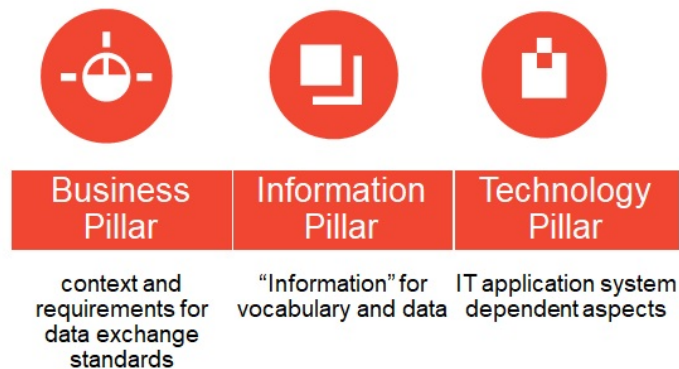 Business
Pillar
Information
Pillar
Technology
Pillar
context and
requirements for
data exchange
standards
“Information” for
vocabulary and data
IT application system
dependent aspects